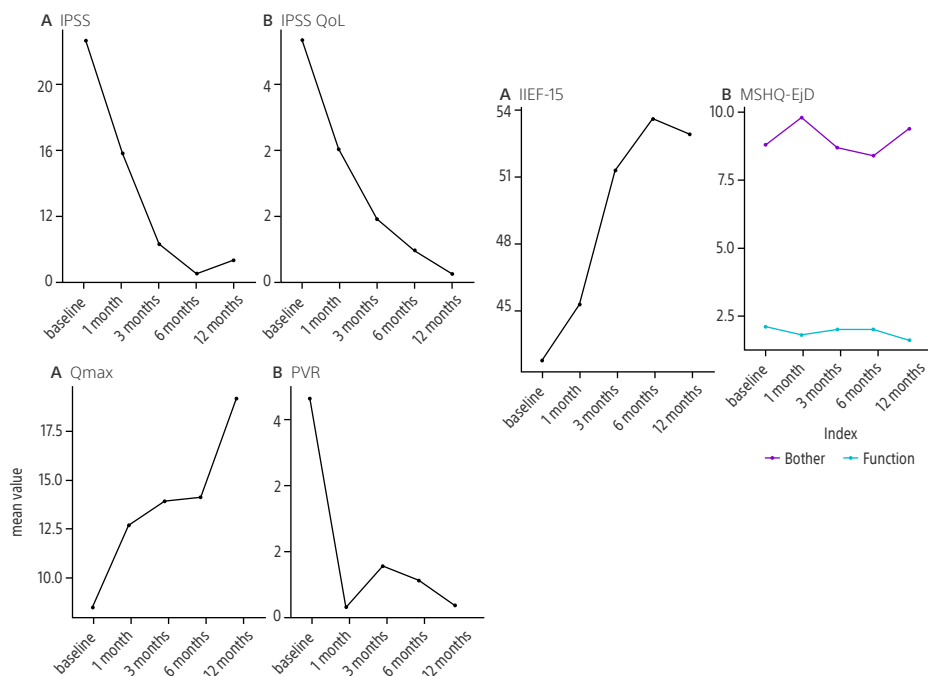 A IPSS
20
16
12
0
baseline
1 month
3 months
6 months
12 months
B IPSS QoL
4
2
2
0
baseline
1 month
3 months
6 months
12 months
A IIEF-15
54
51
48
45
baseline
1 month
3 months
6 months
12 months
B MSHQ-EjD
10.0
7.5
5.0
2.5
baseline
1 month
3 months
6 months
12 months
Index
Bother Function
A Qmax
mean value
17.5
15.0
12.5
10.0
baseline
1 month
3 months
6 months
12 months
B PVR
4
2
2
0
baseline
1 month
3 months
6 months
12 months